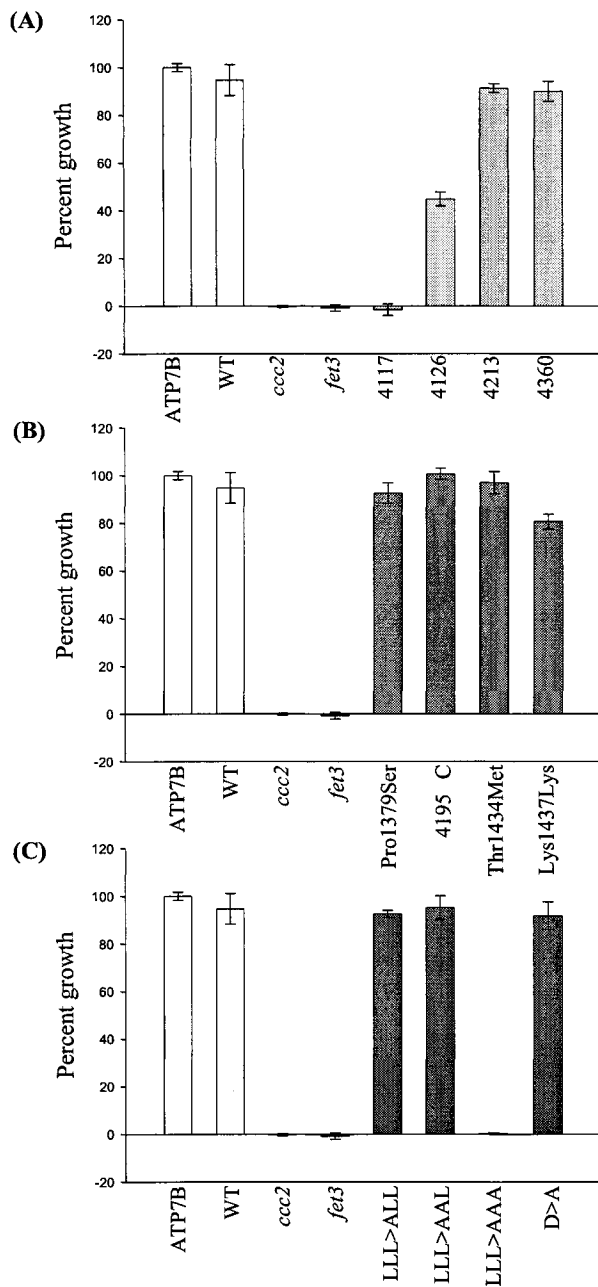 (A)
120
100
80
60
40
20
0
-20
Percent growth
ATP7B
WT
ccc2
fet3
4117
4126
4213
4360
(B)
120
100
80
60
40
20
0
-20
Percent growth
ATP7B
WT
ccc2
fet3
Pro1379Ser
4195 C
Thr1434Met
Lys1437Lys
(C)
120
100
80
60
40
20
0
-20
Percent growth
ATP7B
WT
ccc2
fet3
LLL>ALL
LLL>AAL
LLL>AAA
D>A